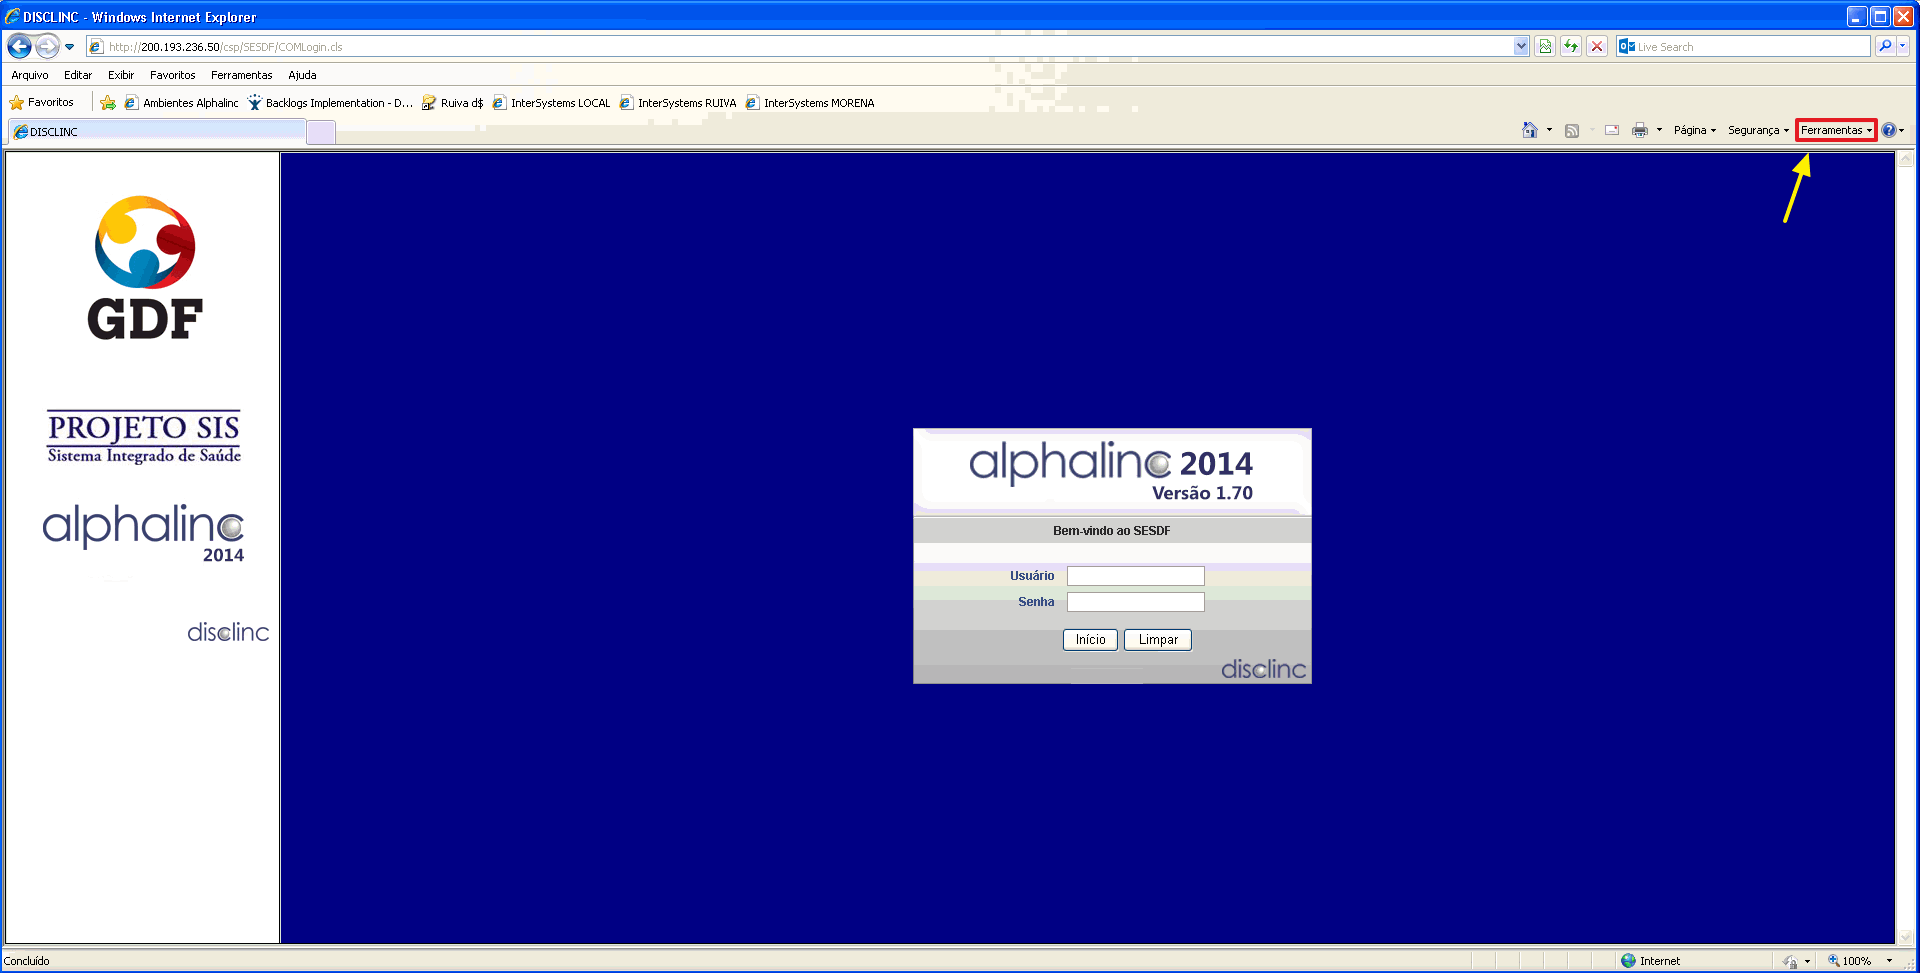 DISCLINC - Windows Internet Explorer
http://200.193.236.50/csp/SESDF/COMLogin.cls
Live Search
Arquivo Editar Exibir Favoritos Ferramentas Ajuda
Favoritos Ambientes Alphalinc Backlogs Implementation - D... Ruiva d$ InterSystems LOCAL InterSystems RUIVA InterSystems MORENA
DISCLINC
Página Segurança Ferramentas
GDF
PROJETO SIS
Sistema Integrado de Saúde
alphalinc
2014
disclinc
alphalinc 2014
Versão 1.70
Bem-vindo ao SESDF
Usuário
Senha
Início Limpar
disclinc
Concluído
Internet
100%